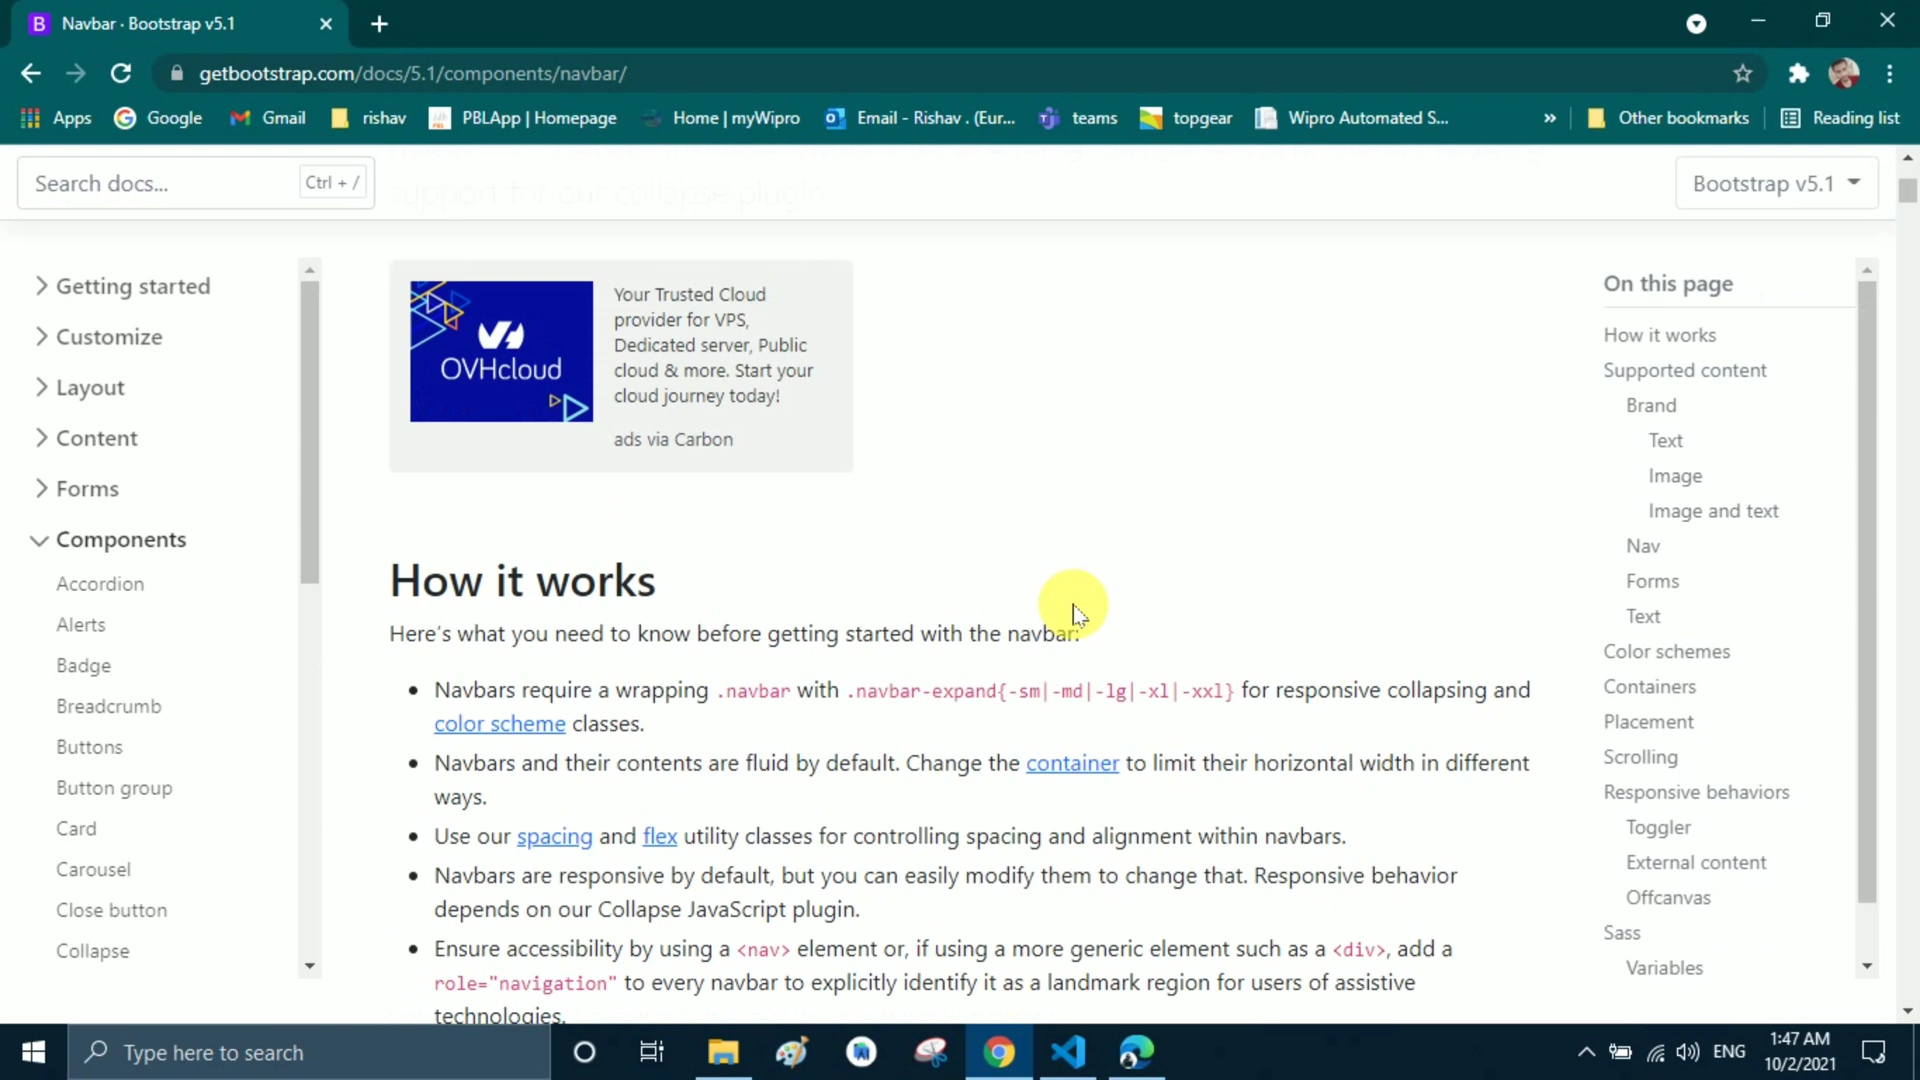 Navbar · Bootstrap v5.1
getbootstrap.com/docs/5.1/components/navbar/
Apps
Google
Gmail
rishav
PBLApp | Homepage
Home | myWipro
Email - Rishav . (Eur...
teams
topgear
Wipro Automated S...
»
Other bookmarks
Reading list
Search docs...
Ctrl + /
support for our collapse plugin.
Bootstrap v5.1
Getting started
Customize
Layout
Content
Forms
Components
Accordion
Alerts
Badge
Breadcrumb
Buttons
Button group
Card
Carousel
Close button
Collapse
OVHcloud
Your Trusted Cloud
provider for VPS,
Dedicated server, Public
cloud & more. Start your
cloud journey today!
ads via Carbon
How it works
Here's what you need to know before getting started with the navbar:
• Navbars require a wrapping .navbar with .navbar-expand{-sm|-md|-lg|-xl|-xxl} for responsive collapsing and
color scheme classes.
• Navbars and their contents are fluid by default. Change the container to limit their horizontal width in different
ways.
• Use our spacing and flex utility classes for controlling spacing and alignment within navbars.
• Navbars are responsive by default, but you can easily modify them to change that. Responsive behavior
depends on our Collapse JavaScript plugin.
• Ensure accessibility by using a <nav> element or, if using a more generic element such as a <div>, add a
role="navigation" to every navbar to explicitly identify it as a landmark region for users of assistive
technologies.
On this page
How it works
Supported content
Brand
Text
Image
Image and text
Nav
Forms
Text
Color schemes
Containers
Placement
Scrolling
Responsive behaviors
Toggler
External content
Offcanvas
Sass
Variables
Type here to search
ENG
1:47 AM
10/2/2021